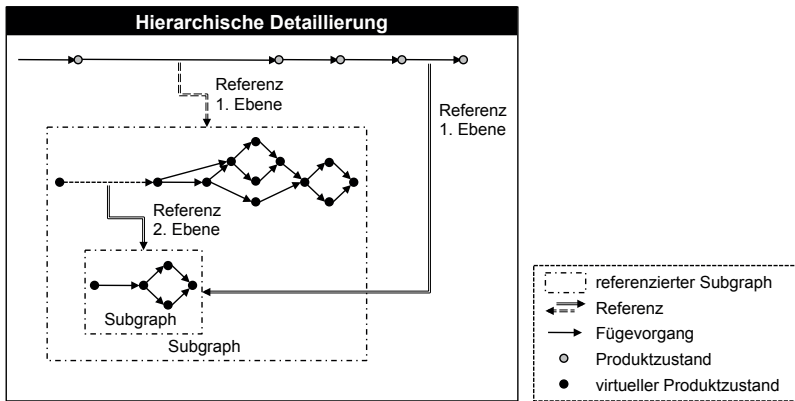 Hierarchische Detaillierung
Referenz
1. Ebene
Referenz
1. Ebene
Referenz
2. Ebene
Subgraph
Subgraph
referenzierter Subgraph
Referenz
Fügevorgang
Produktzustand
virtueller Produktzustand